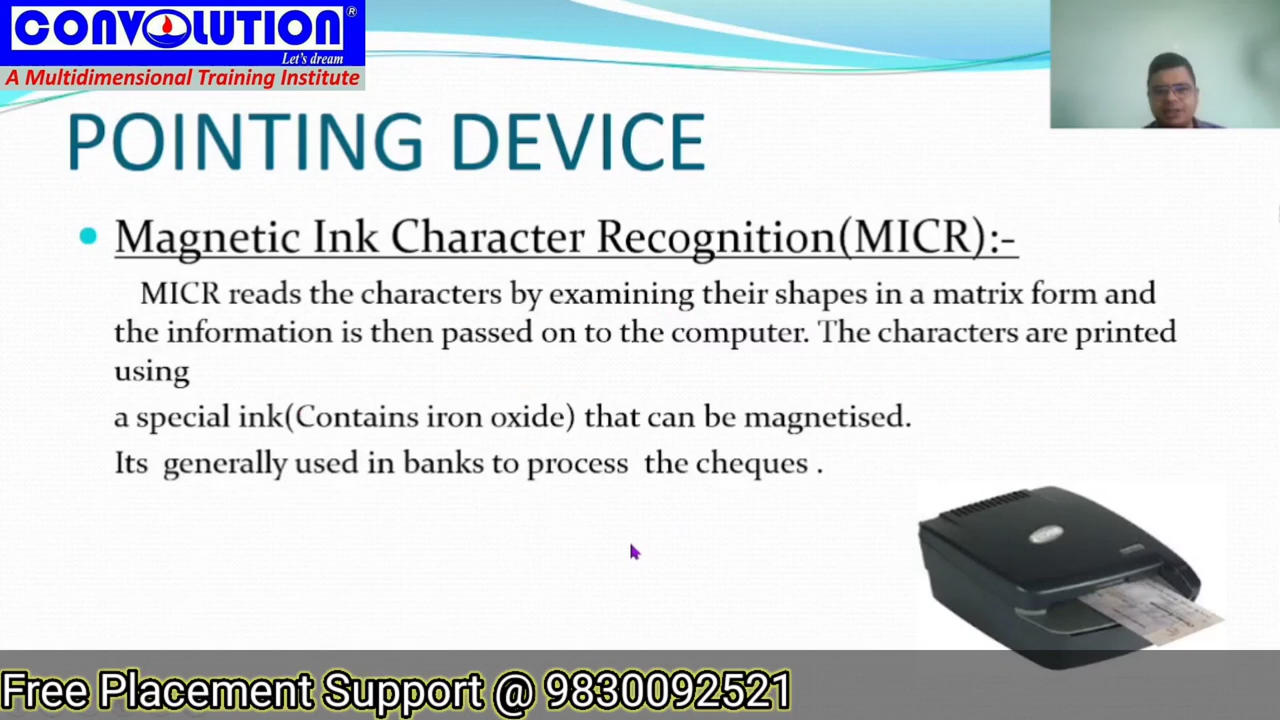 CONVOLUTION®
Let's dream
A Multidimensional Training Institute
POINTING DEVICE
• Magnetic Ink Character Recognition(MICR):-
MICR reads the characters by examining their shapes in a matrix form and
the information is then passed on to the computer. The characters are printed
using
a special ink(Contains iron oxide) that can be magnetised.
Its generally used in banks to process the cheques .
Free Placement Support @ 9830092521